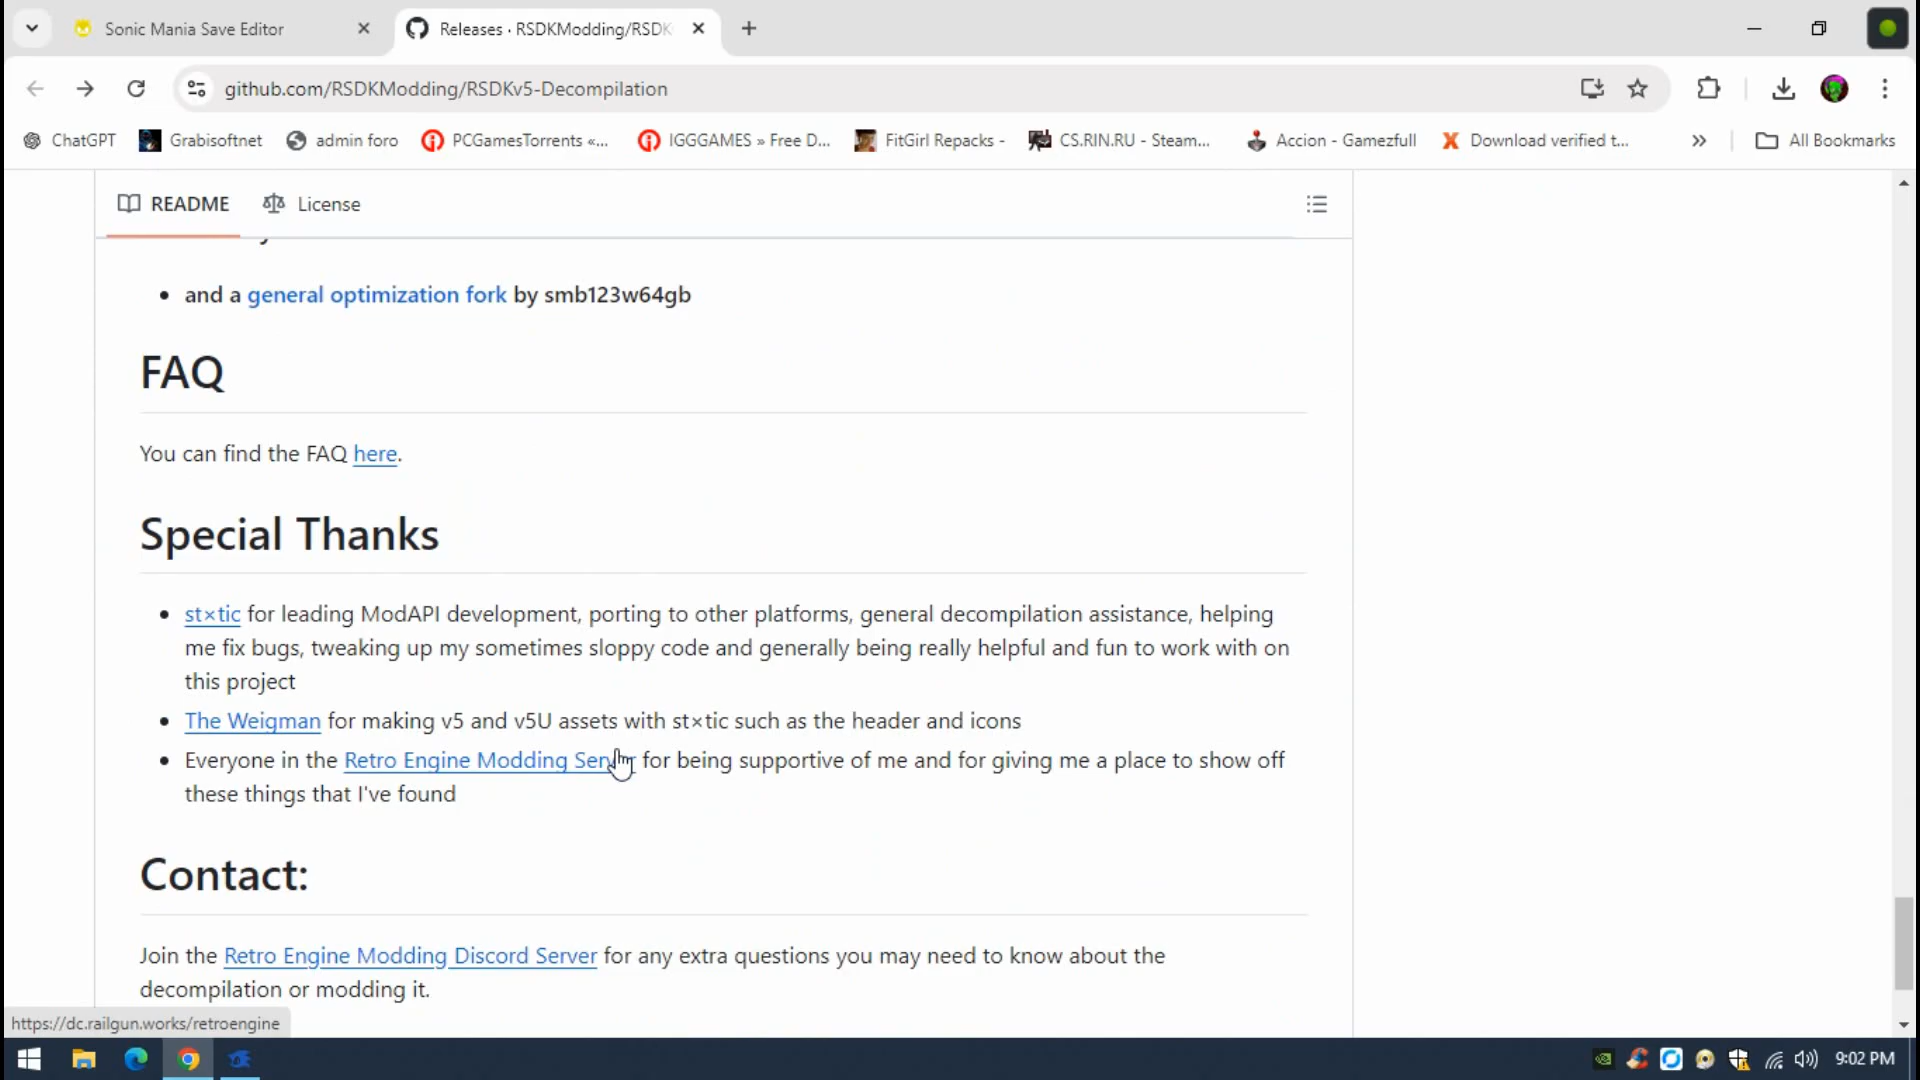 Sonic Mania Save Editor
Releases · RSDKModding/RSDK
github.com/RSDKModding/RSDKv5-Decompilation
ChatGPT Grabisoftnet admin foro PCGamesTorrents «... IGGGAMES » Free D... FitGirl Repacks - CS.RIN.RU - Steam... Accion - Gamezfull Download verified t... » All Bookmarks
README License
• and a general optimization fork by smb123w64gb
FAQ
You can find the FAQ here.
Special Thanks
• st×tic for leading ModAPI development, porting to other platforms, general decompilation assistance, helping
me fix bugs, tweaking up my sometimes sloppy code and generally being really helpful and fun to work with on
this project
• The Weigman for making v5 and v5U assets with st×tic such as the header and icons
• Everyone in the Retro Engine Modding Server for being supportive of me and for giving me a place to show off
these things that I've found
Contact:
Join the Retro Engine Modding Discord Server for any extra questions you may need to know about the
decompilation or modding it.
https://dc.railgun.works/retroengine
9:02 PM